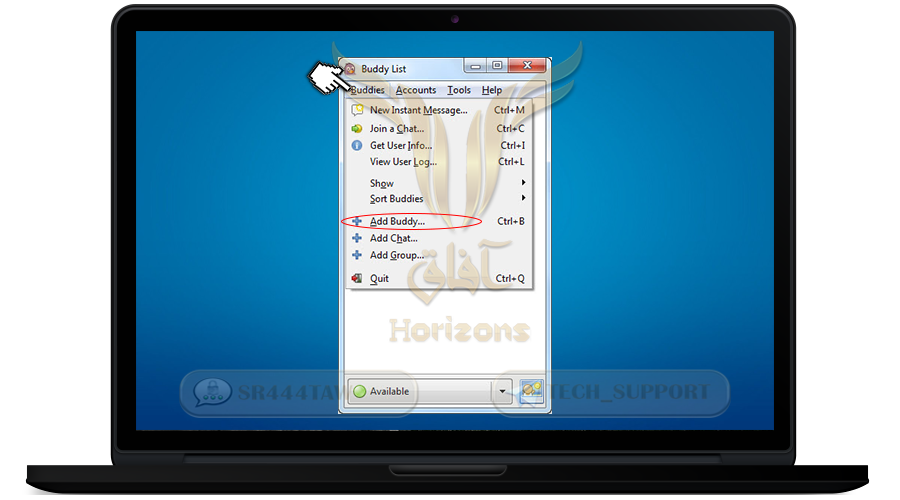 Buddy List
Buddies Accounts Tools Help
New Instant Message... Ctrl+M
Join a Chat... Ctrl+C
Get User Info... Ctrl+I
View User Log... Ctrl+L
Show
Sort Buddies
Add Buddy... Ctrl+B
Add Chat...
Add Group...
Quit Ctrl+Q
آفاق
Horizons
Available
TECH_SUPPORT